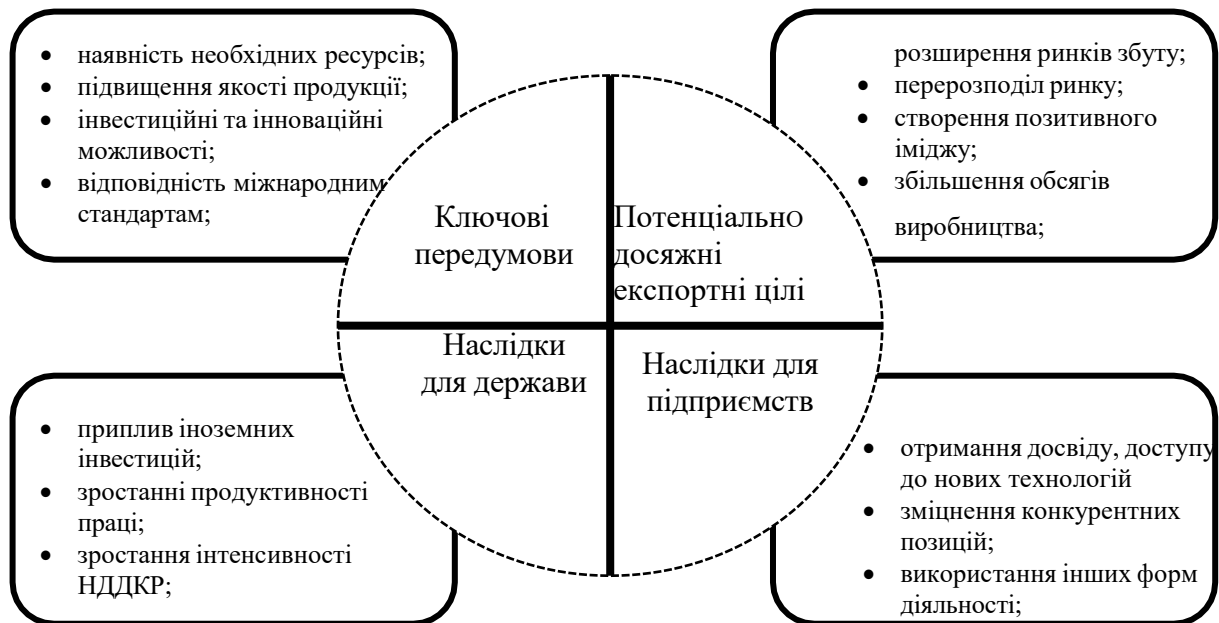 • наявність необхідних ресурсів;
• підвищення якості продукції;
• інвестиційні та інноваційні
можливості;
• відповідність міжнародним
стандартам;
розширення ринків збуту;
• перерозподіл ринку;
• створення позитивного
іміджу;
• збільшення обсягів
виробництва;
Ключові
передумови
Потенціально
досяжні
експортні цілі
Наслідки
для держави
Наслідки для
підприємств
• приплив іноземних
інвестицій;
• зростанні продуктивності
праці;
• зростання інтенсивності
НДДКР;
• отримання досвіду, доступу
до нових технологій
• зміцнення конкурентних
позицій;
• використання інших форм
діяльності;